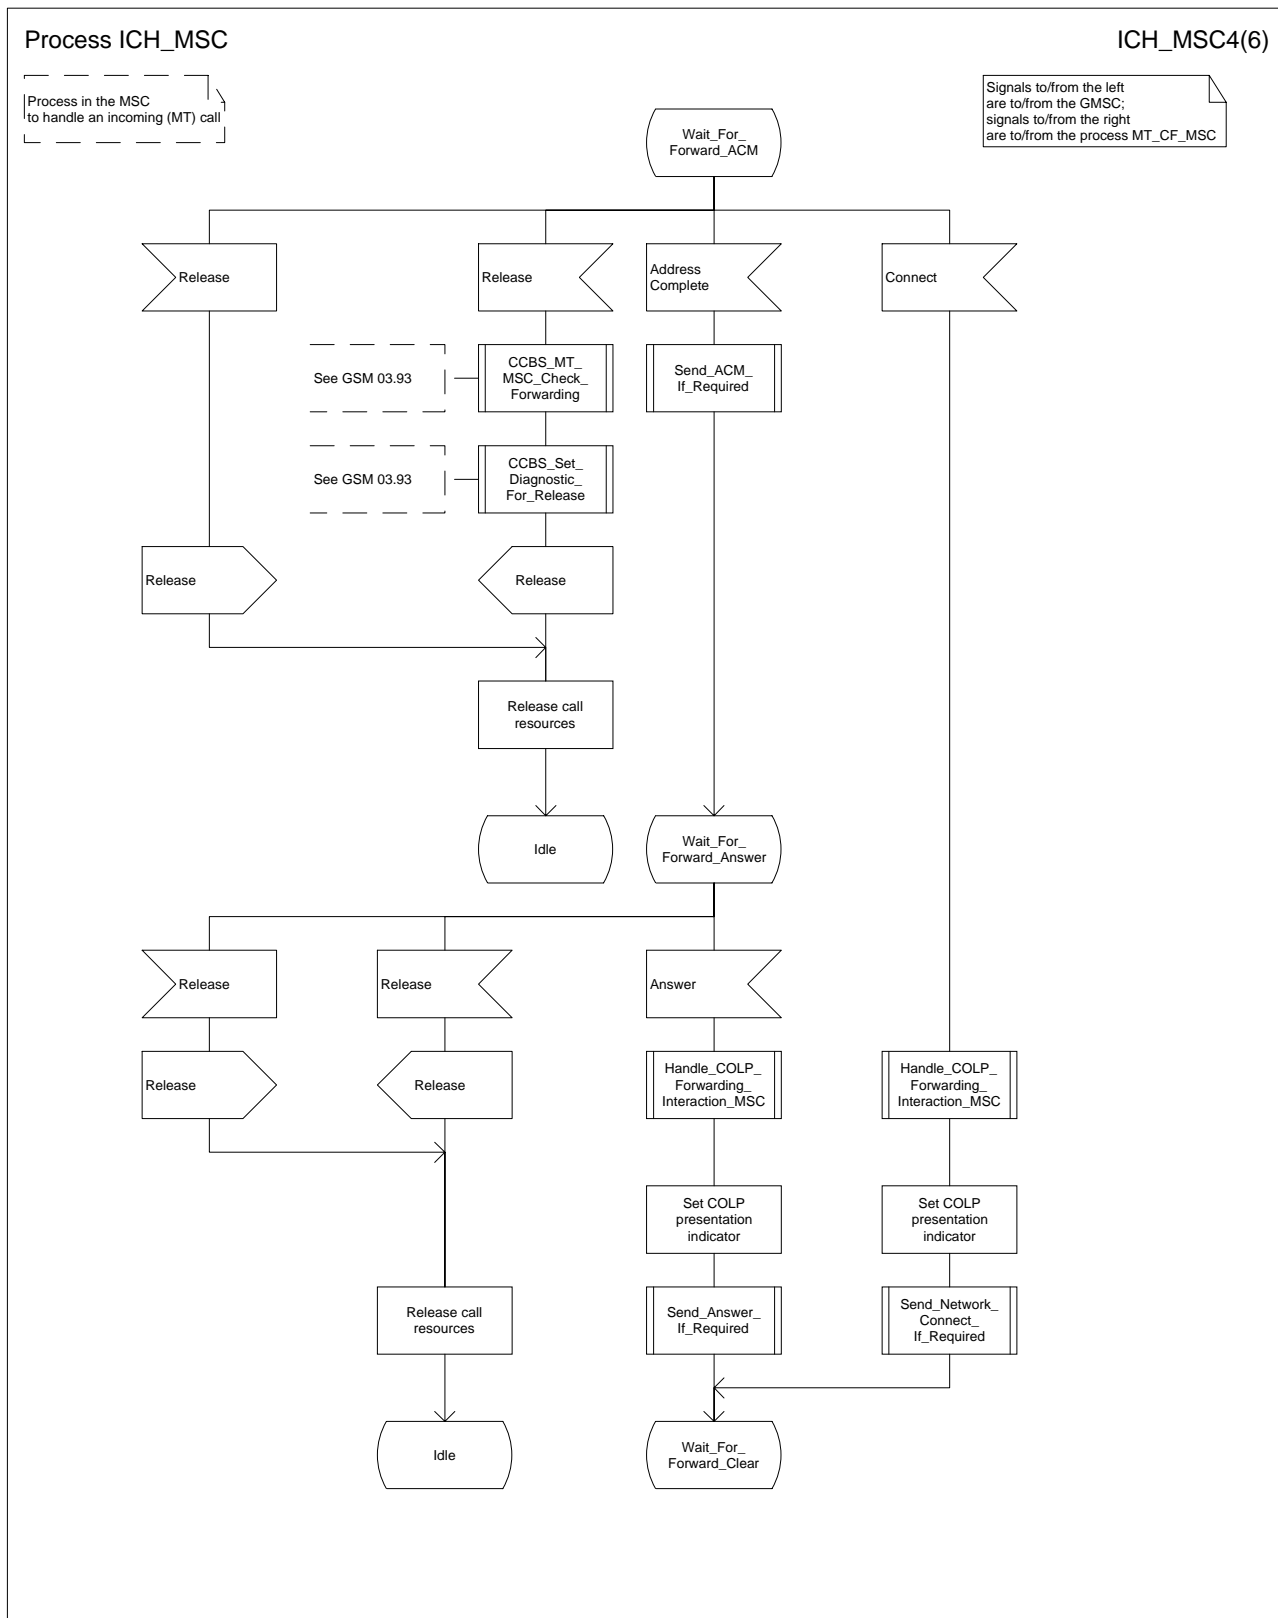 Process ICH_MSC
ICH_MSC4(6)
Process in the MSC
to handle an incoming (MT) call
Signals to/from the left
are to/from the GMSC;
signals to/from the right
are to/from the process MT_CF_MSC
Wait_For_
Forward_ACM
Release
Release
Address
Complete
Connect
See GSM 03.93
CCBS_MT_
MSC_Check_
Forwarding
Send_ACM_
If_Required
See GSM 03.93
CCBS_Set_
Diagnostic_
For_Release
Release
Release
Release call
resources
Idle
Wait_For_
Forward_Answer
Release
Release
Answer
Release
Release
Handle_COLP_
Forwarding_
Interaction_MSC
Handle_COLP_
Forwarding_
Interaction_MSC
Set COLP
presentation
indicator
Set COLP
presentation
indicator
Release call
resources
Send_Answer_
If_Required
Send_Network_
Connect_
If_Required
Idle
Wait_For_
Forward_Clear